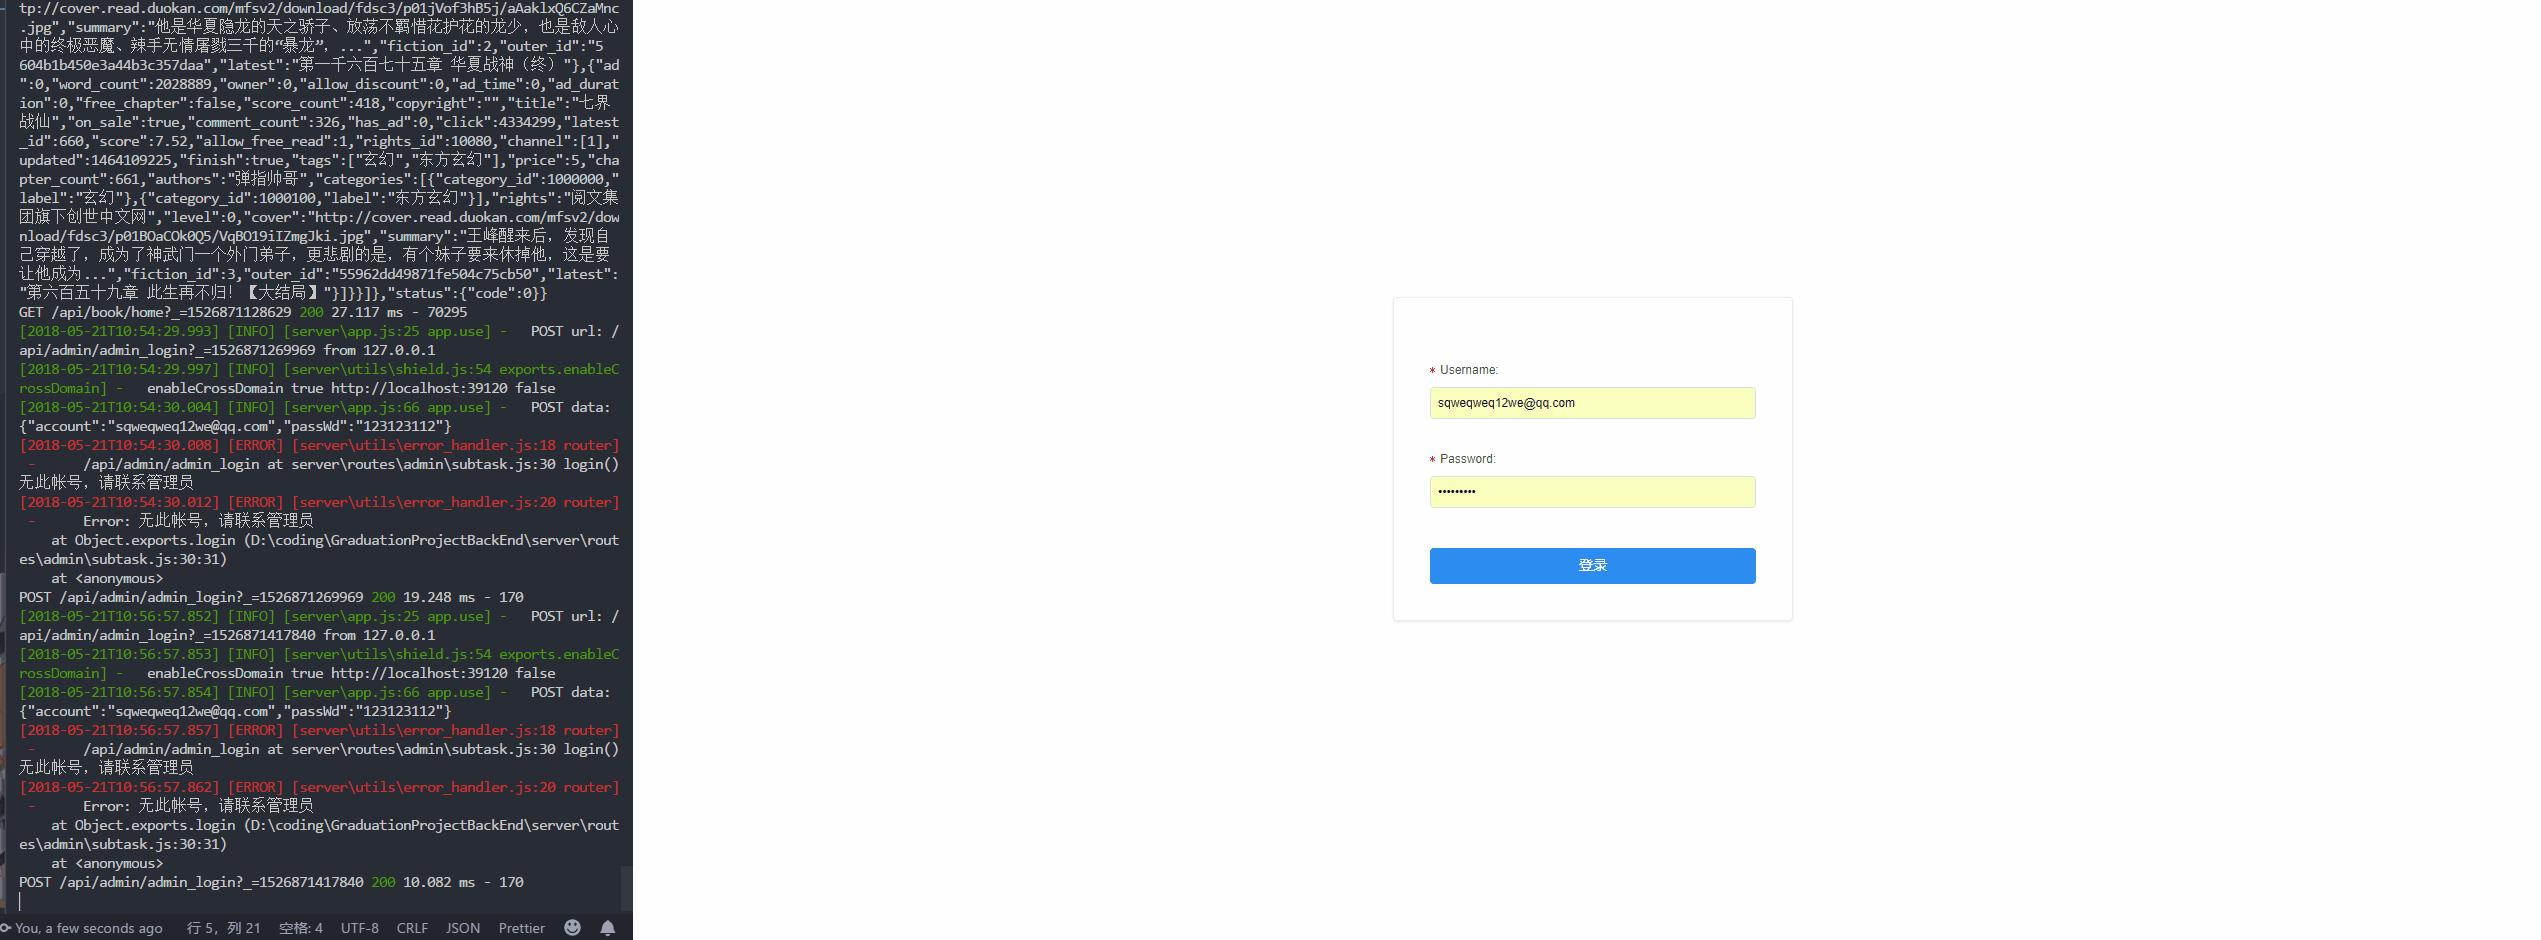 tp://cover.read.duokan.com/mfsv2/download/fdsc3/p01jVof3hB5j/aAaklxQ6CZaMnc
.jpg","summary":"他是华夏隐龙的天之骄子、放荡不羁惜花护花的龙少，也是敌人心
中的终极恶魔、辣手无情屠戮三千的“暴龙”，...","fiction_id":2,"outer_id":"5
604b1b450e3a44b3c357daa","latest":"第一千六百七十五章 华夏战神（终）"},{"ad
":0,"word_count":2028889,"owner":0,"allow_discount":0,"ad_time":0,"ad_durat
ion":0,"free_chapter":false,"score_count":418,"copyright":"","title":"七界
战仙","on_sale":true,"comment_count":326,"has_ad":0,"click":4334299,"latest
_id":660,"score":7.52,"allow_free_read":1,"rights_id":10080,"channel":[1],"
updated":1464109225,"finish":true,"tags":["玄幻","东方玄幻"],"price":5,"cha
pter_count":661,"authors":"弹指帅哥","categories":[{"category_id":1000000,"
label":"玄幻"},{"category_id":1000100,"label":"东方玄幻"}],"rights":"阅文集
团旗下创世中文网","level":0,"cover":"http://cover.read.duokan.com/mfsv2/dow
nload/fdsc3/p01BOaCOk0Q5/VqBO19iIZmgJki.jpg","summary":"王峰醒来后，发现自
己穿越了，成为了神武门一个外门弟子，更悲剧的是，有个妹子要来休掉他，这是要
让他成为...","fiction_id":3,"outer_id":"55962dd49871fe504c75cb50","latest":
"第六百五十九章 此生再不归！【大结局】"}]}}]},"status":{"code":0}}
GET /api/book/home?_=1526871128629 200 27.117 ms - 70295
[2018-05-21T10:54:29.993] [INFO] [server\app.js:25 app.use] - POST url: /
api/admin/admin_login?_=1526871269969 from 127.0.0.1
[2018-05-21T10:54:29.997] [INFO] [server\utils\shield.js:54 exports.enableC
rossDomain] - enableCrossDomain true http://localhost:39120 false
[2018-05-21T10:54:30.004] [INFO] [server\app.js:66 app.use] - POST data:
{"account":"sqweqweq12we@qq.com","passWd":"123123112"}
[2018-05-21T10:54:30.008] [ERROR] [server\utils\error_handler.js:18 router]
- /api/admin/admin_login at server\routes\admin\subtask.js:30 login()
无此帐号，请联系管理员
[2018-05-21T10:54:30.012] [ERROR] [server\utils\error_handler.js:20 router]
- Error: 无此帐号，请联系管理员
at Object.exports.login (D:\coding\GraduationProjectBackEnd\server\rout
es\admin\subtask.js:30:31)
at <anonymous>
POST /api/admin/admin_login?_=1526871269969 200 19.248 ms - 170
[2018-05-21T10:56:57.852] [INFO] [server\app.js:25 app.use] - POST url: /
api/admin/admin_login?_=1526871417840 from 127.0.0.1
[2018-05-21T10:56:57.853] [INFO] [server\utils\shield.js:54 exports.enableC
rossDomain] - enableCrossDomain true http://localhost:39120 false
[2018-05-21T10:56:57.854] [INFO] [server\app.js:66 app.use] - POST data:
{"account":"sqweqweq12we@qq.com","passWd":"123123112"}
[2018-05-21T10:56:57.857] [ERROR] [server\utils\error_handler.js:18 router]
- /api/admin/admin_login at server\routes\admin\subtask.js:30 login()
无此帐号，请联系管理员
[2018-05-21T10:56:57.862] [ERROR] [server\utils\error_handler.js:20 router]
- Error: 无此帐号，请联系管理员
at Object.exports.login (D:\coding\GraduationProjectBackEnd\server\rout
es\admin\subtask.js:30:31)
at <anonymous>
POST /api/admin/admin_login?_=1526871417840 200 10.082 ms - 170
You, a few seconds ago 行 5，列 21 空格: 4 UTF-8 CRLF JSON Prettier
* Username:
sqweqweq12we@qq.com
* Password:
•••••••••
登录